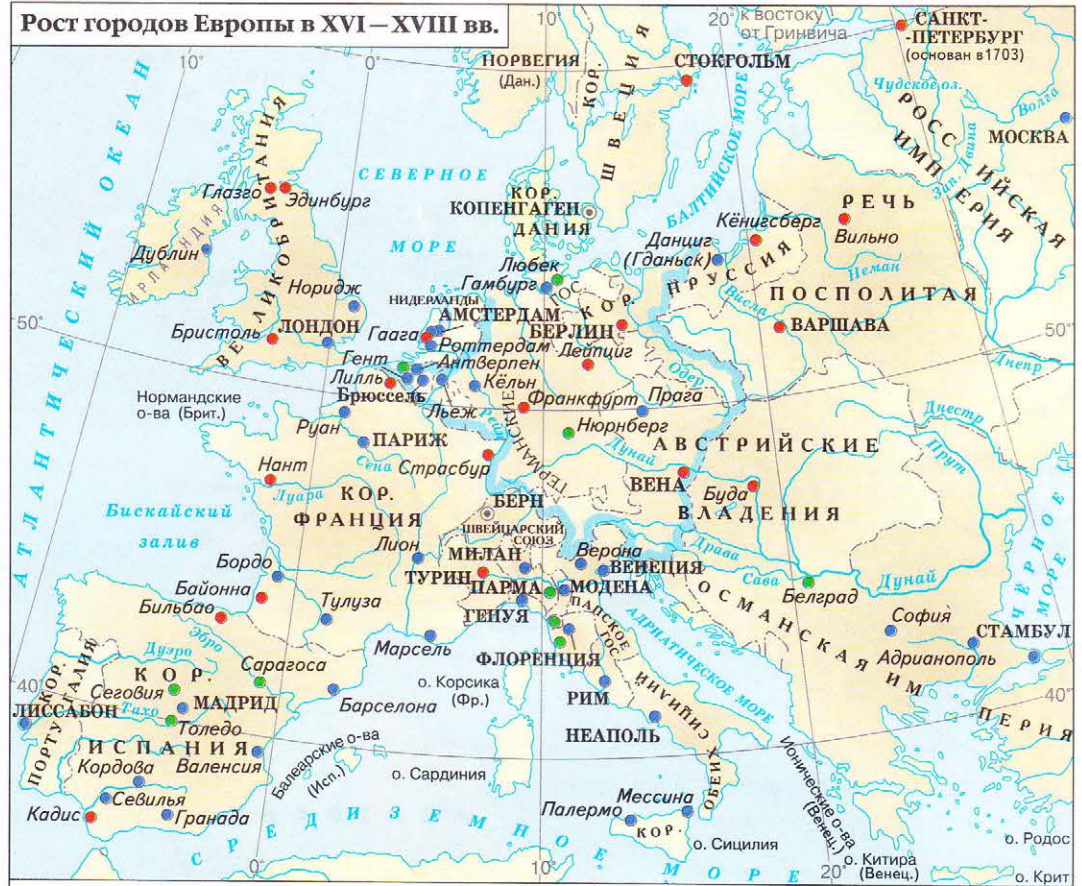 Рост городов Европы в XVI – XVIII вв.
10°
0°
10°
20°
к востоку
от Гринвича
САНКТ-
-ПЕТЕРБУРГ
(основан в 1703)
НОРВЕГИЯ
(Дан.)
КОР.
ШВЕЦИЯ
СТОКГОЛЬМ
Чудское оз.
Волга
МОСКВА
РОССИЙСКАЯ
ИМПЕРИЯ
Зап. Двина
АТЛАНТИЧЕСКИЙ ОКЕАН
СЕВЕРНОЕ
МОРЕ
БАЛТИЙСКОЕ МОРЕ
Глазго
Эдинбург
ВЕЛИКОБРИТАНИЯ
Дублин
ИРЛАНДИЯ
КОР.
КОПЕНГАГЕН
ДАНИЯ
Кёнигсберг
РЕЧЬ
Вильно
Данциг
(Гданьск)
ПРУССИЯ
Неман
Любек
Гамбург
ГОС.
КОР.
Висла
ПОСПОЛИТАЯ
Норидж
НИДЕРЛАНДЫ
АМСТЕРДАМ
БЕРЛИН
ВАРШАВА
50°
50°
Бристоль
ЛОНДОН
Гаага
Роттердам
Лейпциг
Гент
Антверпен
Одер
Днепр
Лилль
Кёльн
Брюссель
Льеж
Франкфурт
Прага
Нормандские
о-ва (Брит.)
Руан
Рейн
ГЕРМАНСКИЕ
Нюрнберг
Днестр
ПАРИЖ
АВСТРИЙСКИЕ
Прут
Нант
Сена
Страсбур
Дунай
ВЕНА
Буда
Луара
КОР.
ФРАНЦИЯ
БЕРН
ВЛАДЕНИЯ
Бискайский
залив
ШВЕЙЦАРСКИЙ
СОЮЗ
Лион
МИЛАН
Верона
Драва
ТУРИН
ВЕНЕЦИЯ
Сава
Дунай
ЧЁРНОЕ
МОРЕ
Бордо
ПАРМА
МОДЕНА
Белград
Байонна
Бильбао
Тулуза
ГЕНУЯ
ПАПСКОЕ
ГОС.
АДРИАТИЧЕСКОЕ МОРЕ
ОСМАНСКАЯ ИМПЕРИЯ
София
СТАМБУЛ
Адрианополь
Эбро
Дуэро
Марсель
ФЛОРЕНЦИЯ
КОР.
ПОРТУГАЛИЯ
КОР.
Сарагоса
о. Корсика
(Фр.)
40°
40°
Сеговия
МАДРИД
РИМ
ЛИССАБОН
Тахо
Толедо
Барселона
НЕАПОЛЬ
ИСПАНИЯ
Балеарские о-ва
(Исп.)
Кордова
Валенсия
о. Сардиния
ОБЕИХ СИЦИЛИЙ
Ионические о-ва
(Венец.)
Севилья
Кадис
Гранада
Палермо
Мессина
КОР.
о. Сицилия
о. Родос
СРЕДИЗЕМНОЕ МОРЕ
0°
10°
20°
о. Китира
(Венец.)
о. Крит